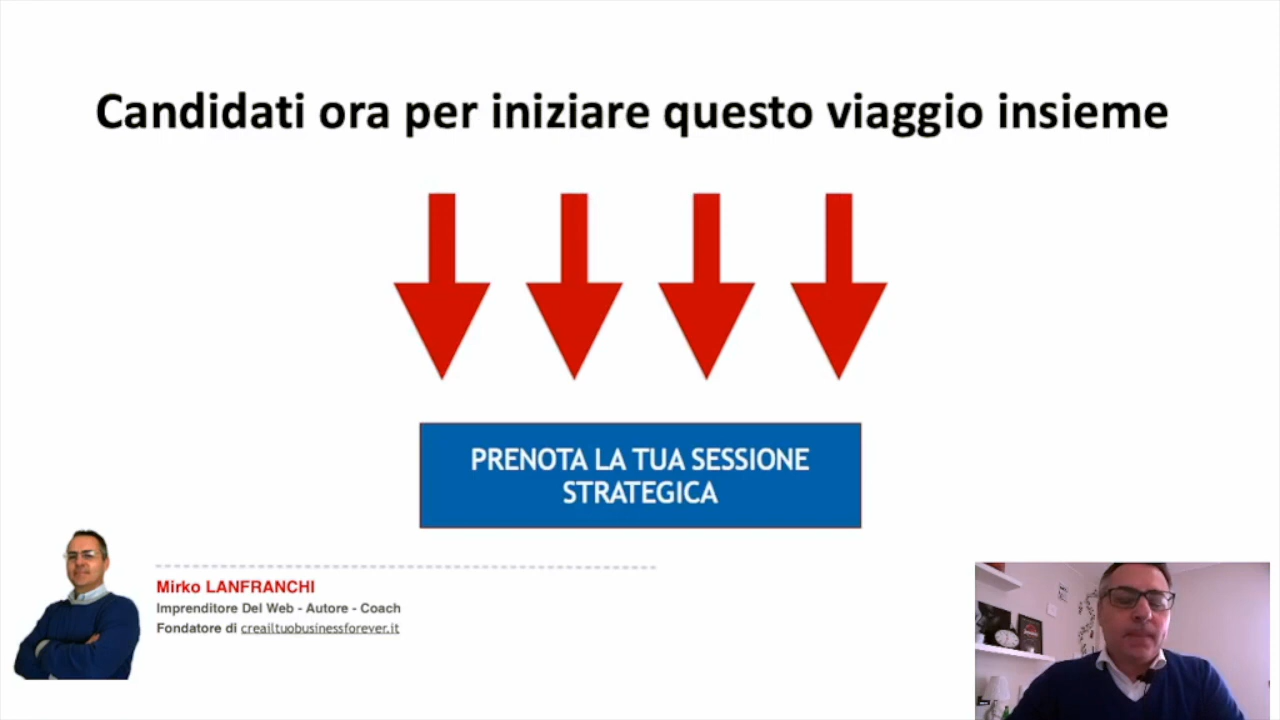 Candidati ora per iniziare questo viaggio insieme
PRENOTA LA TUA SESSIONE
STRATEGICA
Mirko LANFRANCHI
Imprenditore Del Web - Autore - Coach
Fondatore di creailtuobusinessforever.it